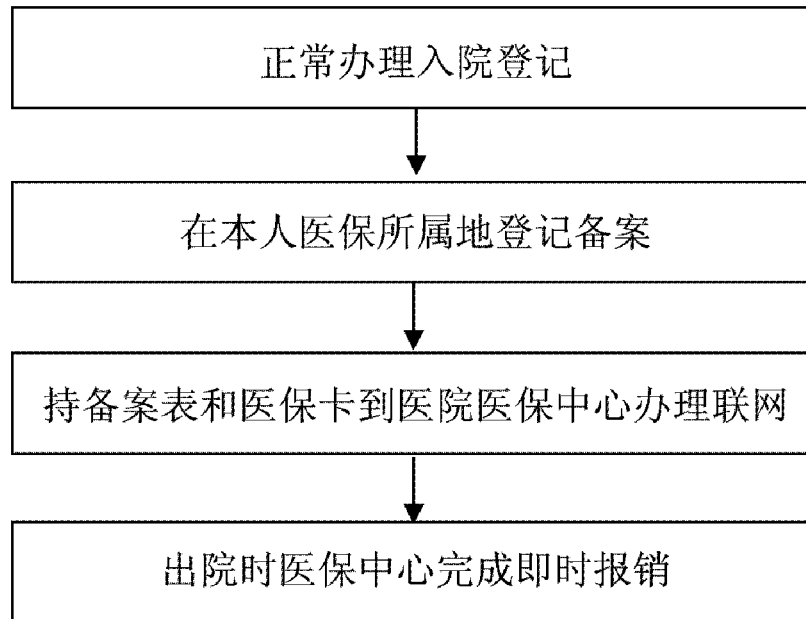 正常办理入院登记
在本人医保所属地登记备案
持备案表和医保卡到医院医保中心办理联网
出院时医保中心完成即时报销